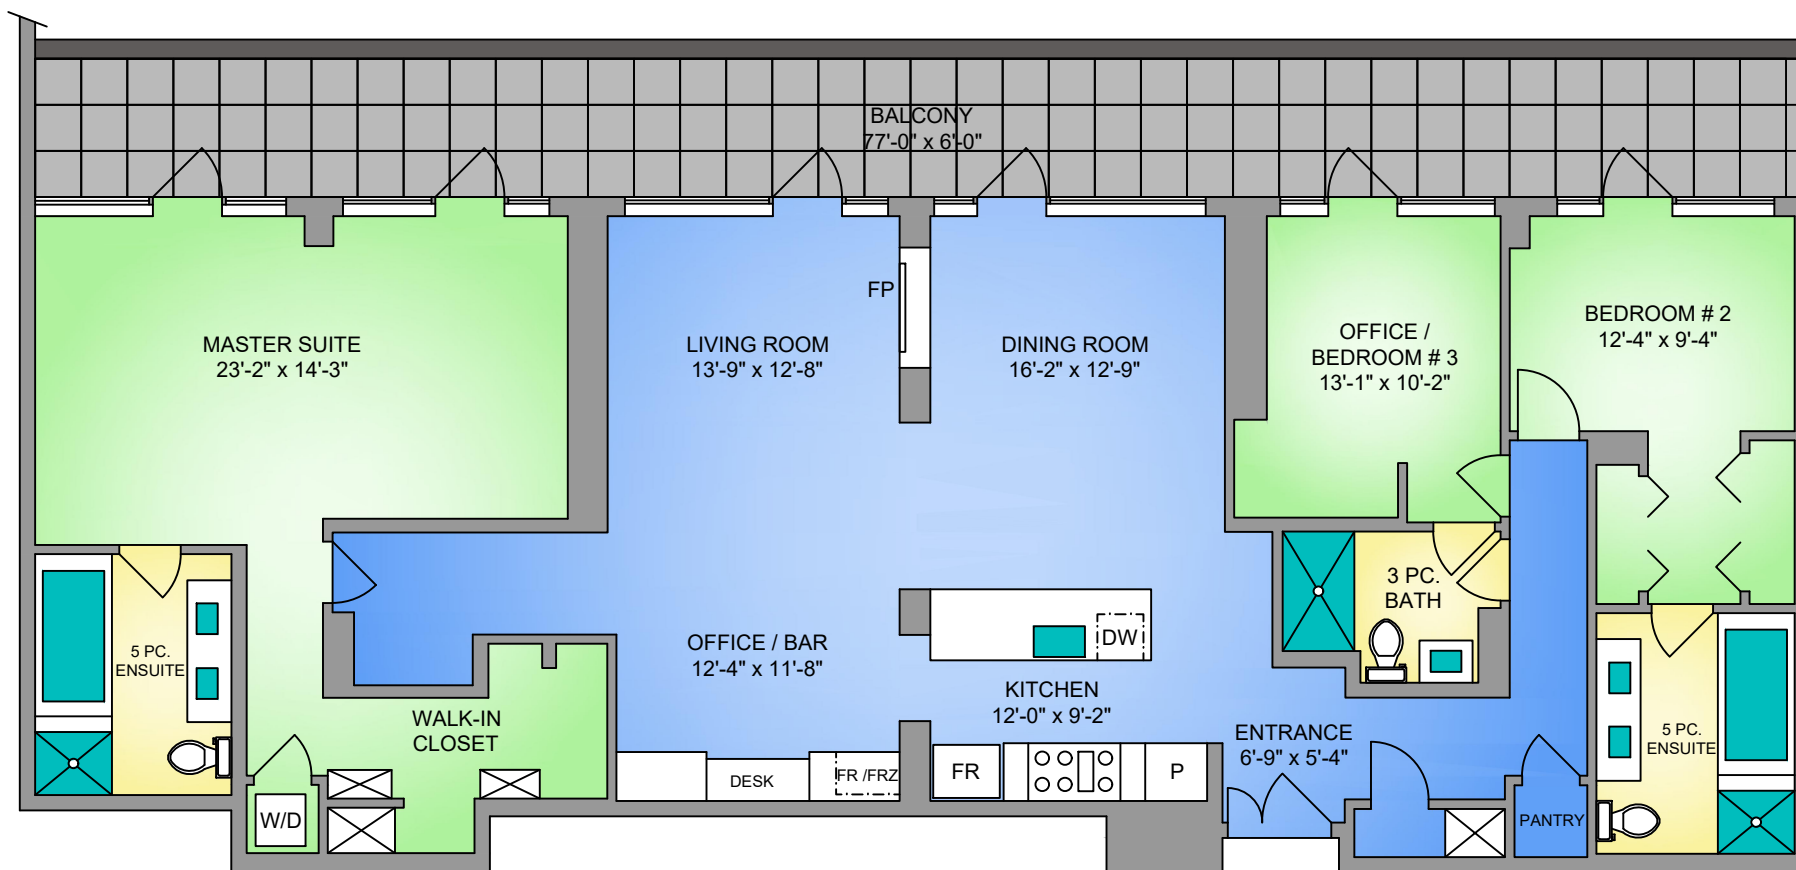 BALCONY
77'-0" x 6'-0"
MASTER SUITE
23'-2" x 14'-3"
LIVING ROOM
13'-9" x 12'-8"
FP
DINING ROOM
16'-2" x 12'-9"
OFFICE /
BEDROOM # 3
13'-1" x 10'-2"
BEDROOM # 2
12'-4" x 9'-4"
5 PC.
ENSUITE
WALK-IN
CLOSET
W/D
OFFICE / BAR
12'-4" x 11'-8"
DESK
FR /FRZ
DW
KITCHEN
12'-0" x 9'-2"
FR
P
3 PC.
BATH
ENTRANCE
6'-9" x 5'-4"
PANTRY
5 PC.
ENSUITE